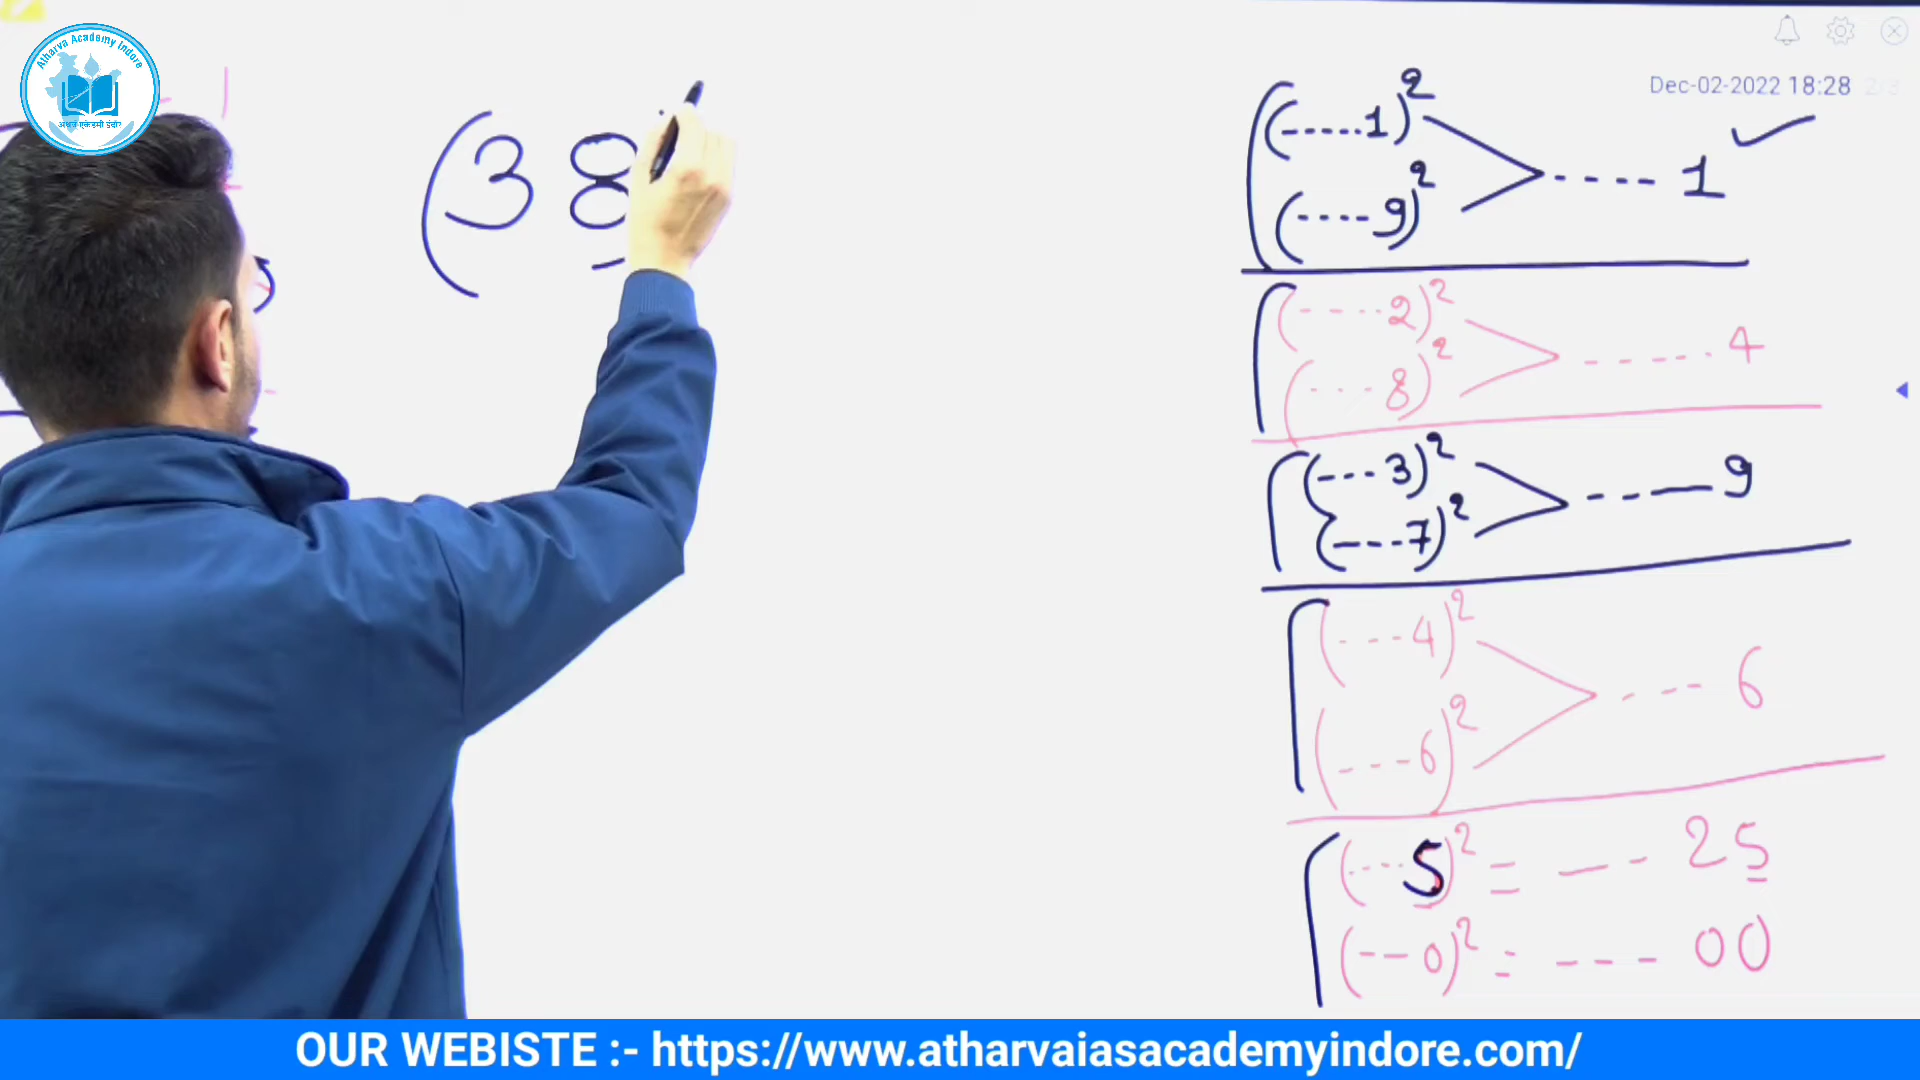 Atharva Academy Indore
Dec-02-2022 18:28
(38
(.....1)²
(----9)²
---- 1 ✓
(-----2)²
(---8)²
------ 4
(---3)²
(---7)²
----9
(---4)²
(---6)²
---- 6
(---5)² = --- 25
(--0)² = --- 00
OUR WEBISTE :- https://www.atharvaiasacademyindore.com/